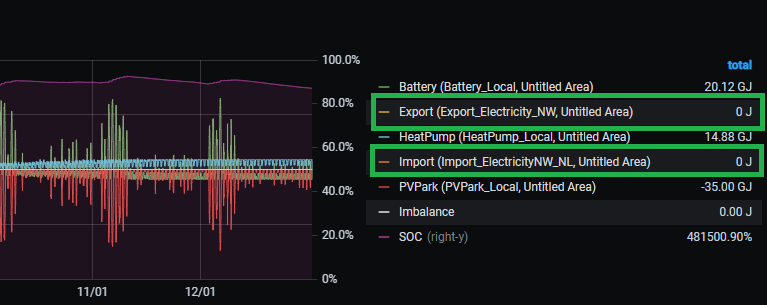 100.0%
total
Battery (Battery_Local, Untitled Area) 20.12 GJ
80.0%
Export (Export_Electricity_NW, Untitled Area) 0 J
60.0%
HeatPump (HeatPump_Local, Untitled Area) 14.88 GJ
Import (Import_ElectricityNW_NL, Untitled Area) 0 J
40.0%
PVPark (PVPark_Local, Untitled Area) -35.00 GJ
Imbalance 0.00 J
20.0%
SOC (right-y) 481500.90%
0%
11/01 12/01